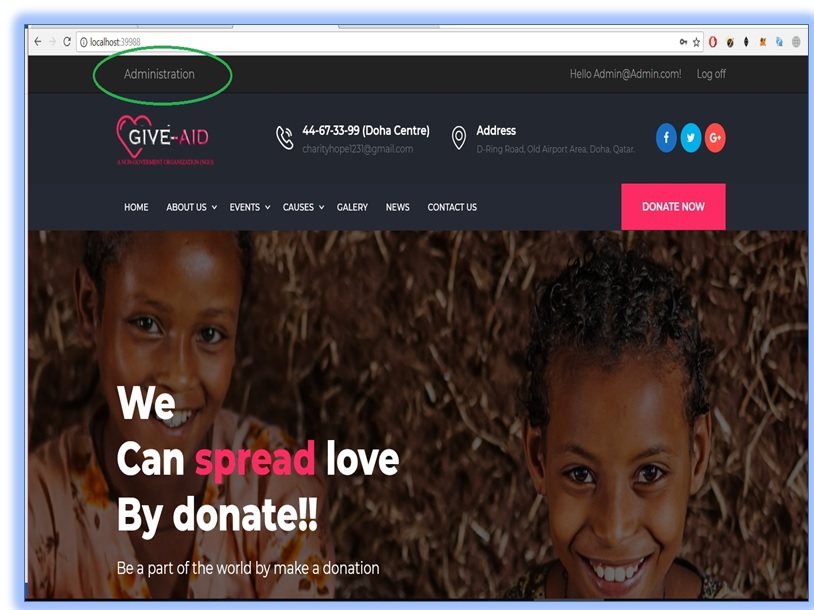 localhost:39988
Administration
Hello Admin@Admin.com! Log off
GIVE-AID
A NON-GOVERMENT ORGANIZATION (NGO)
44-67-33-99 (Doha Centre)
charityhope1231@gmail.com
Address
D-Ring Road, Old Airport Area, Doha, Qatar.
f
G+
HOME ABOUT US EVENTS CAUSES GALERY NEWS CONTACT US
DONATE NOW
We
Can spread love
By donate!!
Be a part of the world by make a donation